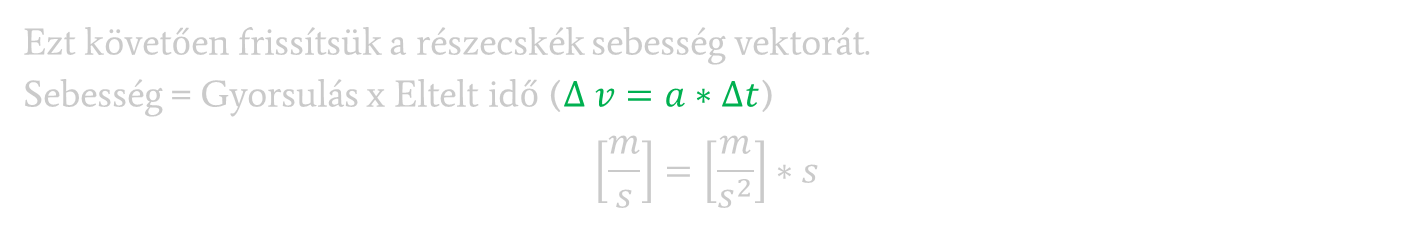 Ezt követően frissítsük a részecskék sebesség vektorát.
Sebesség = Gyorsulás x Eltelt idő (Δ v = a * Δt)
[m/s] = [m/s²] * s